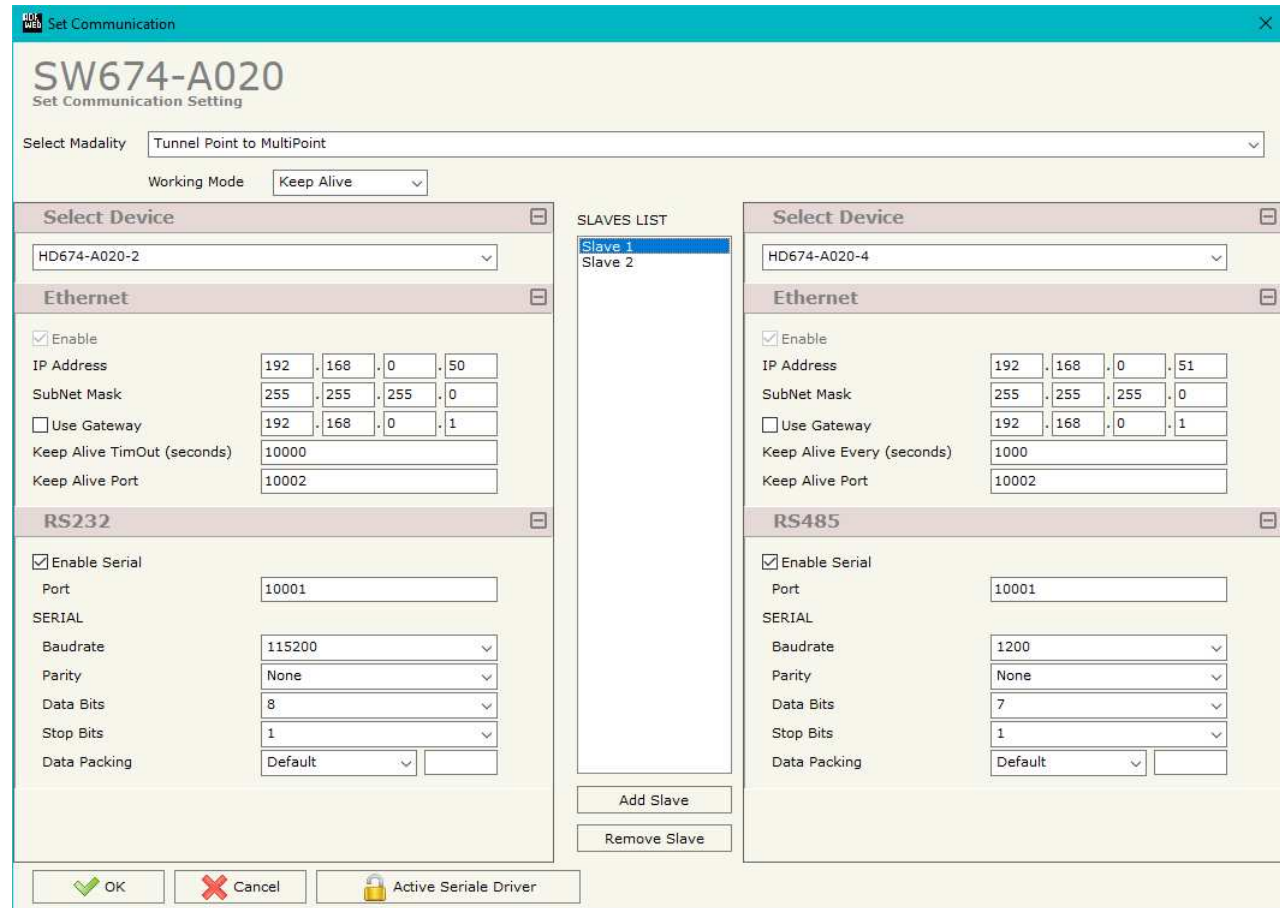 ADF WEB Set Communication
SW674-A020
Set Communication Setting
Select Madality Tunnel Point to MultiPoint
Working Mode Keep Alive
Select Device
HD674-A020-2
Ethernet
Enable
IP Address 192 . 168 . 0 . 50
SubNet Mask 255 . 255 . 255 . 0
Use Gateway 192 . 168 . 0 . 1
Keep Alive TimOut (seconds) 10000
Keep Alive Port 10002
RS232
Enable Serial
Port 10001
SERIAL
Baudrate 115200
Parity None
Data Bits 8
Stop Bits 1
Data Packing Default
SLAVES LIST
Slave 1
Slave 2
Add Slave
Remove Slave
Select Device
HD674-A020-4
Ethernet
Enable
IP Address 192 . 168 . 0 . 51
SubNet Mask 255 . 255 . 255 . 0
Use Gateway 192 . 168 . 0 . 1
Keep Alive Every (seconds) 1000
Keep Alive Port 10002
RS485
Enable Serial
Port 10001
SERIAL
Baudrate 1200
Parity None
Data Bits 7
Stop Bits 1
Data Packing Default
OK Cancel Active Seriale Driver